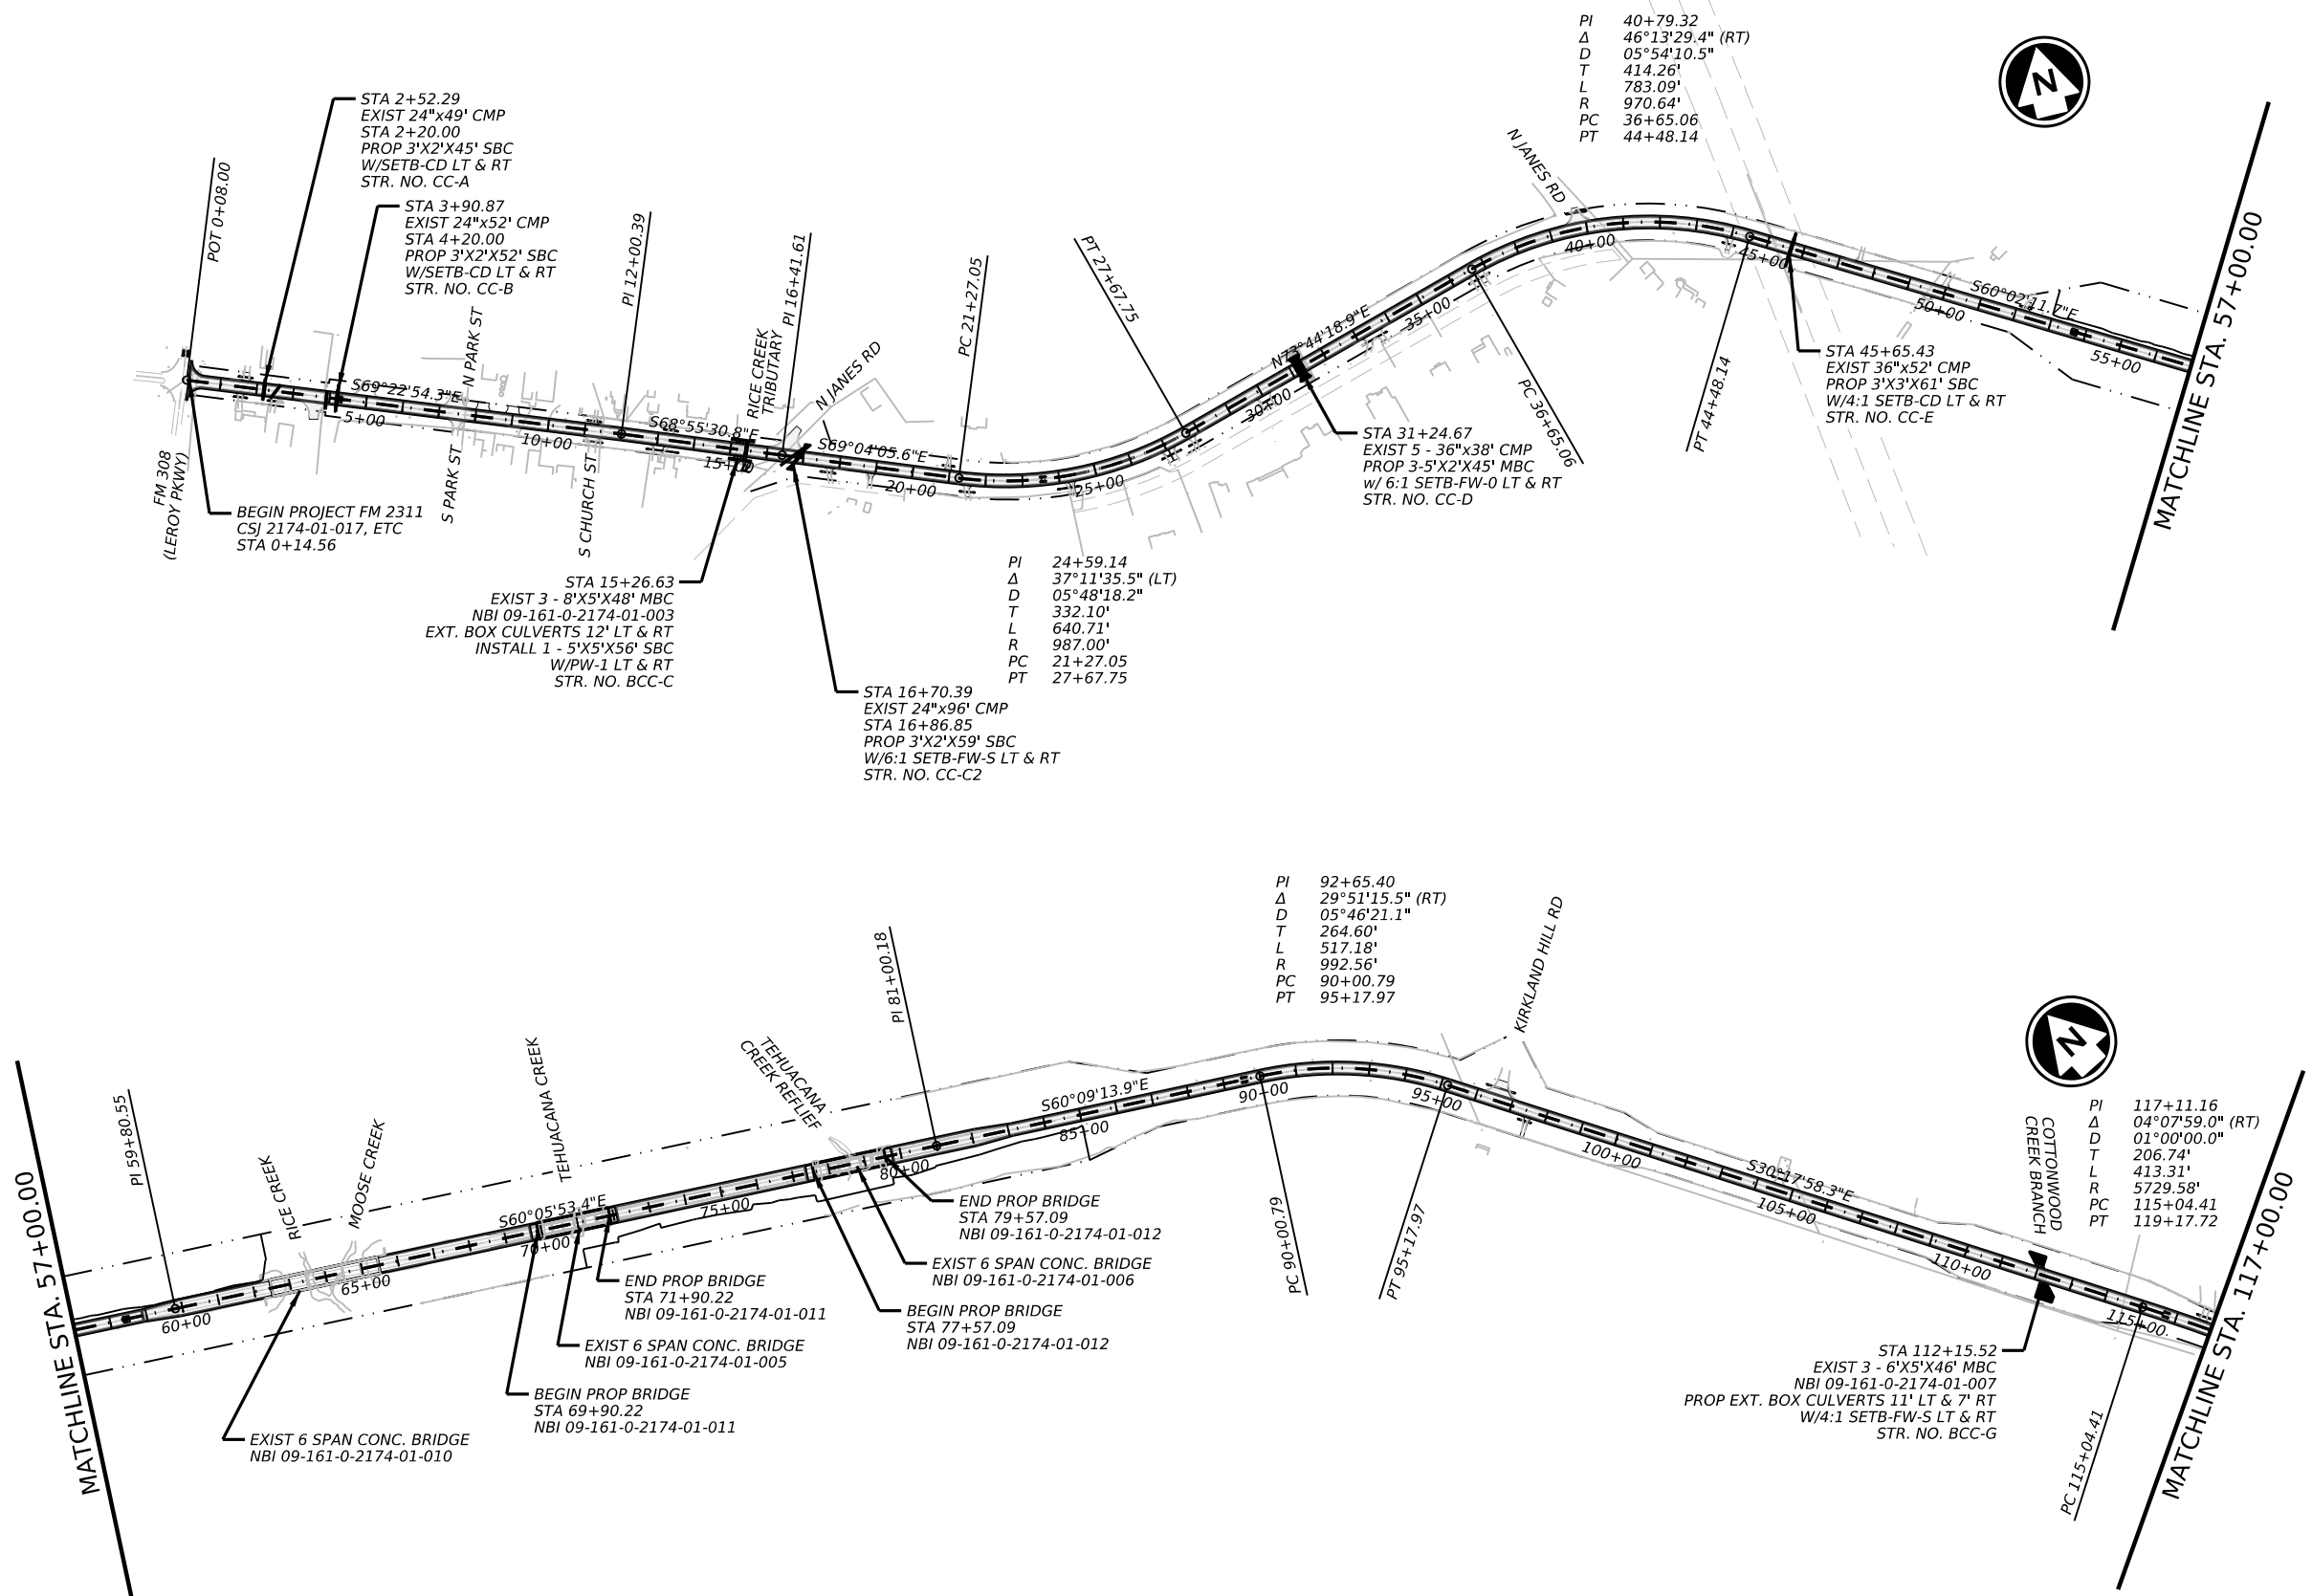 PI 40+79.32
Δ 46°13'29.4" (RT)
D 05°54'10.5"
T 414.26'
L 783.09'
R 970.64'
PC 36+65.06
PT 44+48.14
N
STA 2+52.29
EXIST 24"x49' CMP
STA 2+20.00
PROP 3'X2'X45' SBC
W/SETB-CD LT & RT
STR. NO. CC-A
STA 3+90.87
EXIST 24"x52' CMP
STA 4+20.00
PROP 3'X2'X52' SBC
W/SETB-CD LT & RT
STR. NO. CC-B
POT 0+08.00
PI 12+00.39
PI 16+41.61
PC 21+27.05
PT 27+67.75
N JANES RD
PC 36+65.06
PT 44+48.14
N PARK ST
S PARK ST
S CHURCH ST
RICE CREEK
TRIBUTARY
N JANES RD
FM 308
(LEROY PKWY)
S69°22'54.3"E
S68°55'30.8"E
S69°04'05.6"E
N73°44'18.9"E
S60°02'11.7"E
5+00
10+00
15+00
20+00
25+00
30+00
35+00
40+00
45+00
50+00
55+00
MATCHLINE STA. 57+00.00
BEGIN PROJECT FM 2311
CSJ 2174-01-017, ETC
STA 0+14.56
STA 15+26.63
EXIST 3 - 8'X5'X48' MBC
NBI 09-161-0-2174-01-003
EXT. BOX CULVERTS 12' LT & RT
INSTALL 1 - 5'X5'X56' SBC
W/PW-1 LT & RT
STR. NO. BCC-C
STA 16+70.39
EXIST 24"x96' CMP
STA 16+86.85
PROP 3'X2'X59' SBC
W/6:1 SETB-FW-S LT & RT
STR. NO. CC-C2
PI 24+59.14
Δ 37°11'35.5" (LT)
D 05°48'18.2"
T 332.10'
L 640.71'
R 987.00'
PC 21+27.05
PT 27+67.75
STA 31+24.67
EXIST 5 - 36"x38' CMP
PROP 3-5'X2'X45' MBC
w/ 6:1 SETB-FW-0 LT & RT
STR. NO. CC-D
STA 45+65.43
EXIST 36"x52' CMP
PROP 3'X3'X61' SBC
W/4:1 SETB-CD LT & RT
STR. NO. CC-E
PI 92+65.40
Δ 29°51'15.5" (RT)
D 05°46'21.1"
T 264.60'
L 517.18'
R 992.56'
PC 90+00.79
PT 95+17.97
N
MATCHLINE STA. 57+00.00
PI 59+80.55
RICE CREEK
MOOSE CREEK
TEHUACANA CREEK
TEHUACANA
CREEK REFLIEF
PI 81+00.18
KIRKLAND HILL RD
COTTONWOOD
CREEK BRANCH
PC 90+00.79
PT 95+17.97
PC 115+04.41
S60°05'53.4"E
S60°09'13.9"E
S30°17'58.3"E
60+00
65+00
70+00
75+00
80+00
85+00
90+00
95+00
100+00
105+00
110+00
115+00
EXIST 6 SPAN CONC. BRIDGE
NBI 09-161-0-2174-01-010
BEGIN PROP BRIDGE
STA 69+90.22
NBI 09-161-0-2174-01-011
EXIST 6 SPAN CONC. BRIDGE
NBI 09-161-0-2174-01-005
END PROP BRIDGE
STA 71+90.22
NBI 09-161-0-2174-01-011
BEGIN PROP BRIDGE
STA 77+57.09
NBI 09-161-0-2174-01-012
EXIST 6 SPAN CONC. BRIDGE
NBI 09-161-0-2174-01-006
END PROP BRIDGE
STA 79+57.09
NBI 09-161-0-2174-01-012
STA 112+15.52
EXIST 3 - 6'X5'X46' MBC
NBI 09-161-0-2174-01-007
PROP EXT. BOX CULVERTS 11' LT & 7' RT
W/4:1 SETB-FW-S LT & RT
STR. NO. BCC-G
PI 117+11.16
Δ 04°07'59.0" (RT)
D 01°00'00.0"
T 206.74'
L 413.31'
R 5729.58'
PC 115+04.41
PT 119+17.72
MATCHLINE STA. 117+00.00